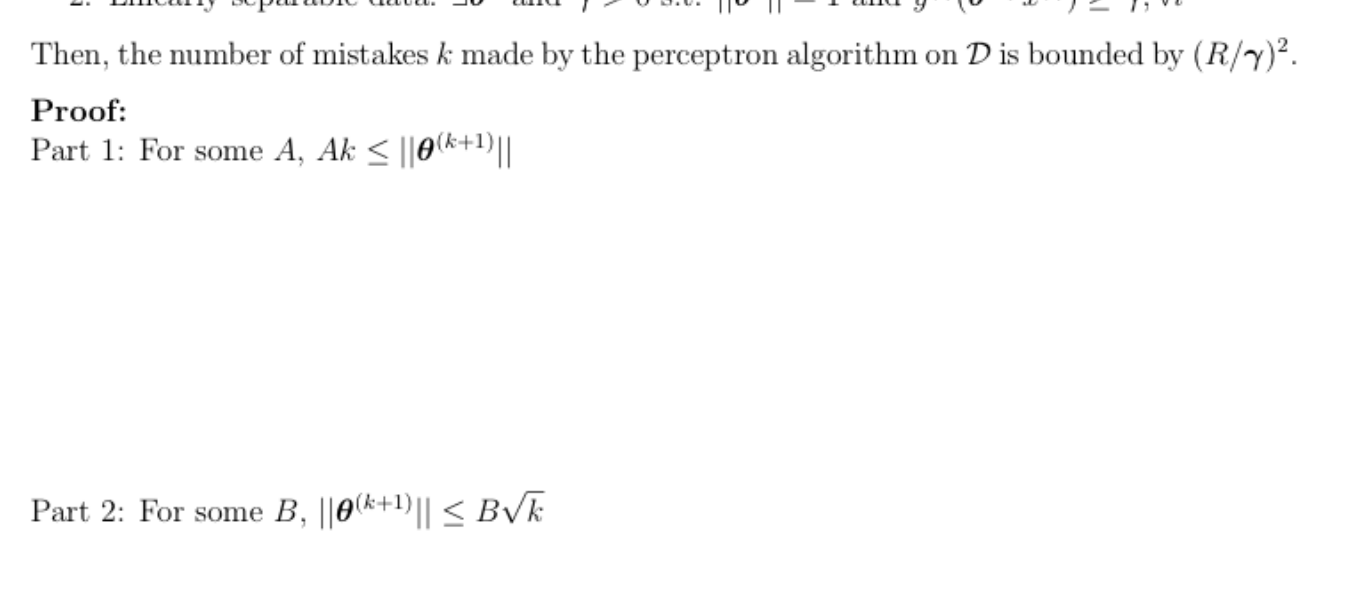 Then, the number of mistakes k made by the perceptron algorithm on 𝒟 is bounded by (R/γ)².
Proof:
Part 1: For some A, Ak ≤ ||θ⁽ᵏ⁺¹⁾||
Part 2: For some B, ||θ⁽ᵏ⁺¹⁾|| ≤ B√k